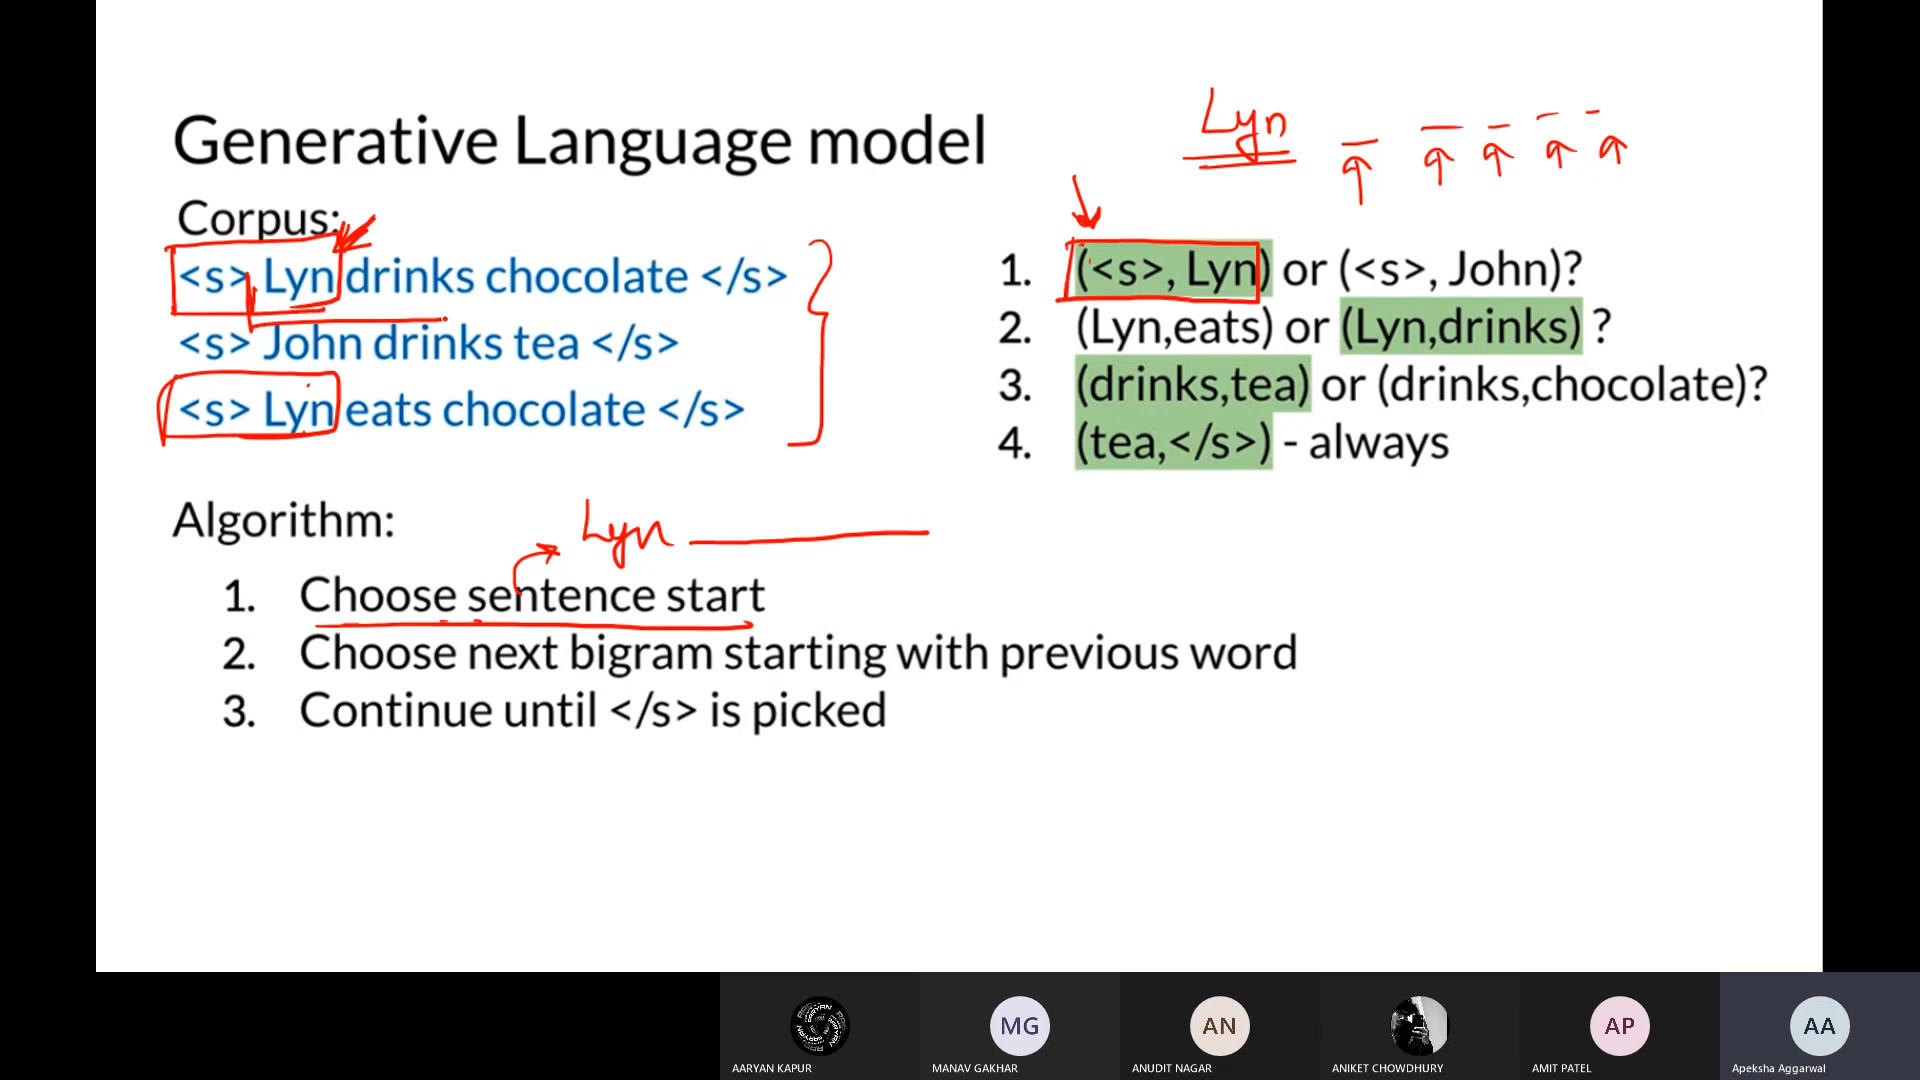 Generative Language model
Lyn
Corpus:
<s> Lyn drinks chocolate </s>
<s> John drinks tea </s>
<s> Lyn eats chocolate </s>
1. (<s>, Lyn) or (<s>, John)?
2. (Lyn,eats) or (Lyn,drinks) ?
3. (drinks,tea) or (drinks,chocolate)?
4. (tea,</s>) - always
Algorithm:
Lyn
1. Choose sentence start
2. Choose next bigram starting with previous word
3. Continue until </s> is picked
MG
AN
AP
AA
AARYAN KAPUR
MANAV GAKHAR
ANUDIT NAGAR
ANIKET CHOWDHURY
AMIT PATEL
Apeksha Aggarwal